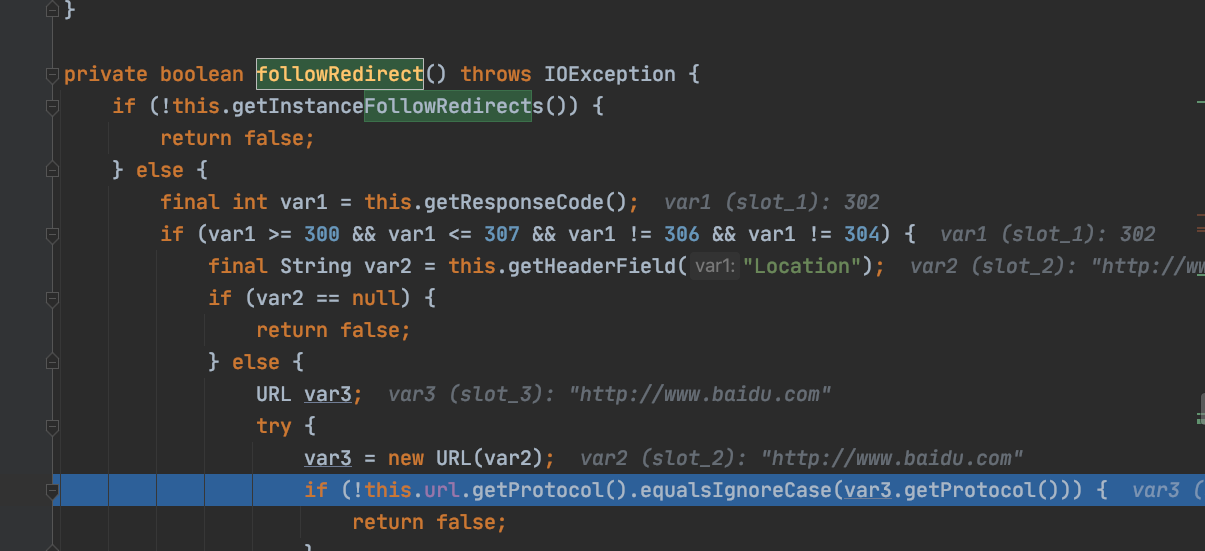 }
private boolean followRedirect() throws IOException {
if (!this.getInstanceFollowRedirects()) {
return false;
} else {
final int var1 = this.getResponseCode(); var1 (slot_1): 302
if (var1 >= 300 && var1 <= 307 && var1 != 306 && var1 != 304) { var1 (slot_1): 302
final String var2 = this.getHeaderField( var1: "Location"); var2 (slot_2): "http://ww
if (var2 == null) {
return false;
} else {
URL var3; var3 (slot_3): "http://www.baidu.com"
try {
var3 = new URL(var2); var2 (slot_2): "http://www.baidu.com"
if (!this.url.getProtocol().equalsIgnoreCase(var3.getProtocol())) { var3 (
return false;
}